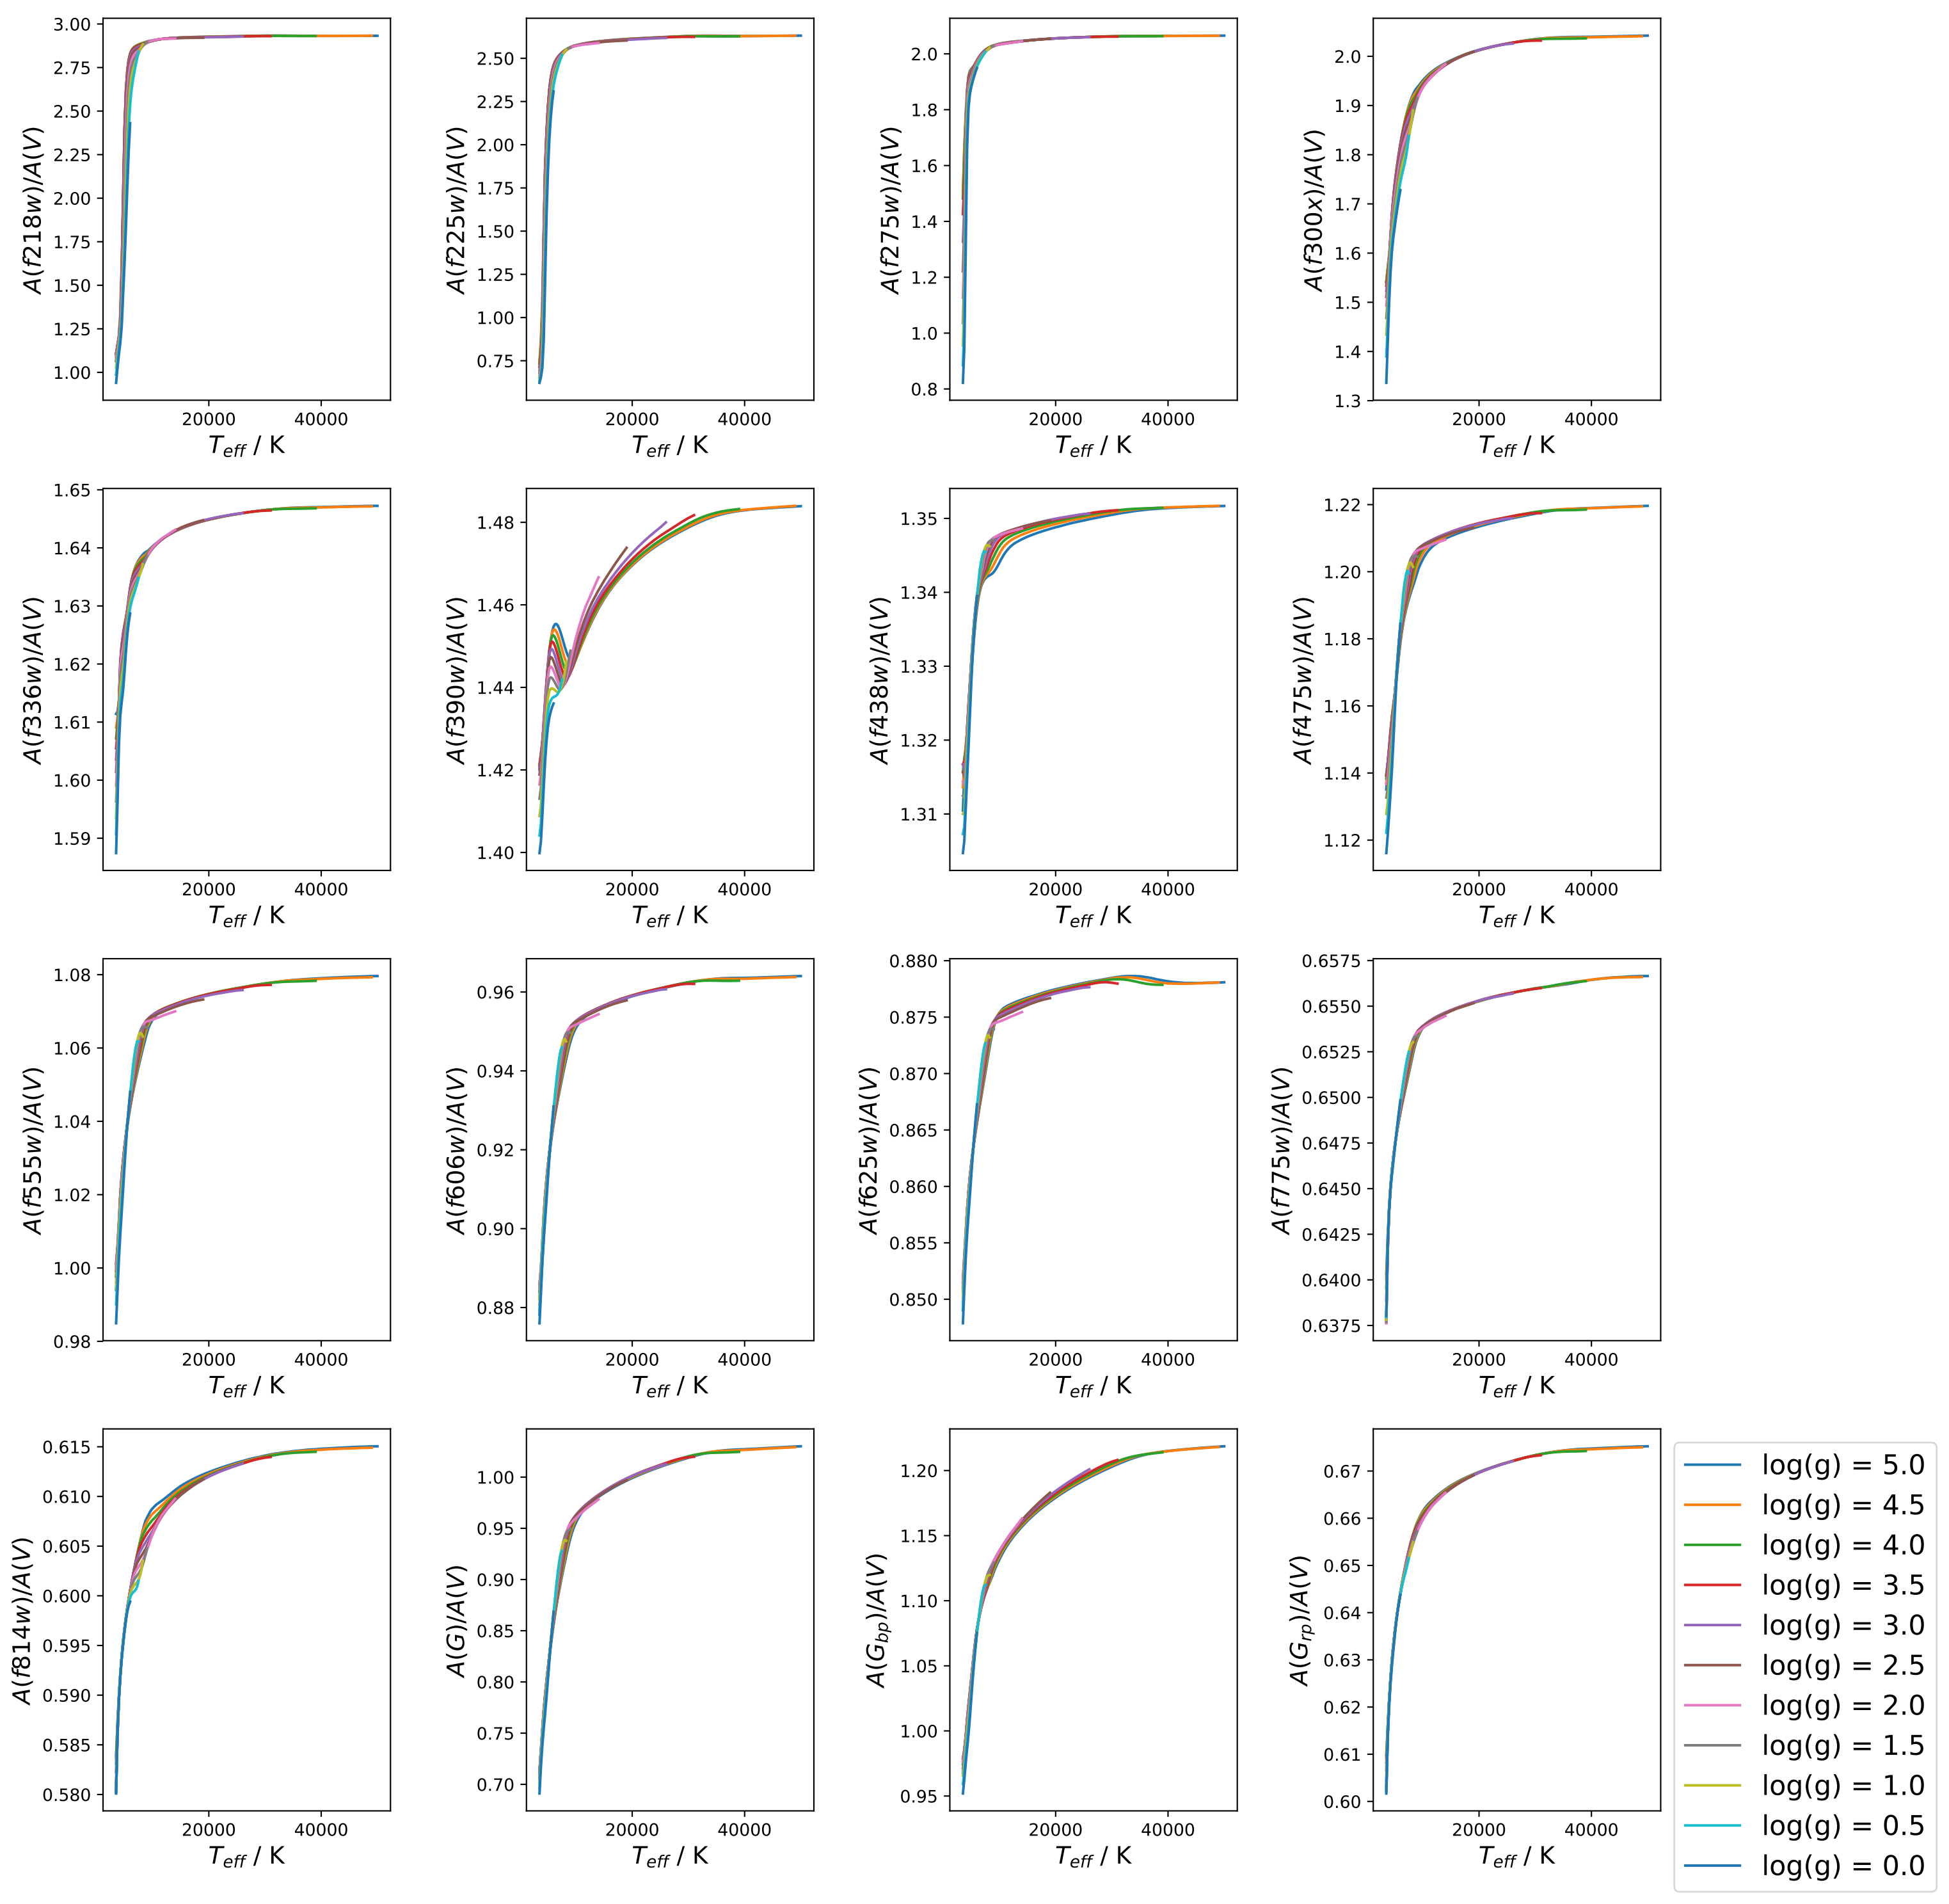 A(f218w)/A(V)
3.00
2.75
2.50
2.25
2.00
1.75
1.50
1.25
1.00
20000 40000
T_eff / K
A(f225w)/A(V)
2.50
2.25
2.00
1.75
1.50
1.25
1.00
0.75
20000 40000
T_eff / K
A(f275w)/A(V)
2.0
1.8
1.6
1.4
1.2
1.0
0.8
20000 40000
T_eff / K
A(f300x)/A(V)
2.0
1.9
1.8
1.7
1.6
1.5
1.4
1.3
20000 40000
T_eff / K
A(f336w)/A(V)
1.65
1.64
1.63
1.62
1.61
1.60
1.59
20000 40000
T_eff / K
A(f390w)/A(V)
1.48
1.46
1.44
1.42
1.40
20000 40000
T_eff / K
A(f438w)/A(V)
1.35
1.34
1.33
1.32
1.31
20000 40000
T_eff / K
A(f475w)/A(V)
1.22
1.20
1.18
1.16
1.14
1.12
20000 40000
T_eff / K
A(f555w)/A(V)
1.08
1.06
1.04
1.02
1.00
0.98
20000 40000
T_eff / K
A(f606w)/A(V)
0.96
0.94
0.92
0.90
0.88
20000 40000
T_eff / K
A(f625w)/A(V)
0.880
0.875
0.870
0.865
0.860
0.855
0.850
20000 40000
T_eff / K
A(f775w)/A(V)
0.6575
0.6550
0.6525
0.6500
0.6475
0.6450
0.6425
0.6400
0.6375
20000 40000
T_eff / K
A(f814w)/A(V)
0.615
0.610
0.605
0.600
0.595
0.590
0.585
0.580
20000 40000
T_eff / K
A(G)/A(V)
1.00
0.95
0.90
0.85
0.80
0.75
0.70
20000 40000
T_eff / K
A(G_bp)/A(V)
1.20
1.15
1.10
1.05
1.00
0.95
20000 40000
T_eff / K
A(G_rp)/A(V)
0.67
0.66
0.65
0.64
0.63
0.62
0.61
0.60
20000 40000
T_eff / K
log(g) = 5.0
log(g) = 4.5
log(g) = 4.0
log(g) = 3.5
log(g) = 3.0
log(g) = 2.5
log(g) = 2.0
log(g) = 1.5
log(g) = 1.0
log(g) = 0.5
log(g) = 0.0